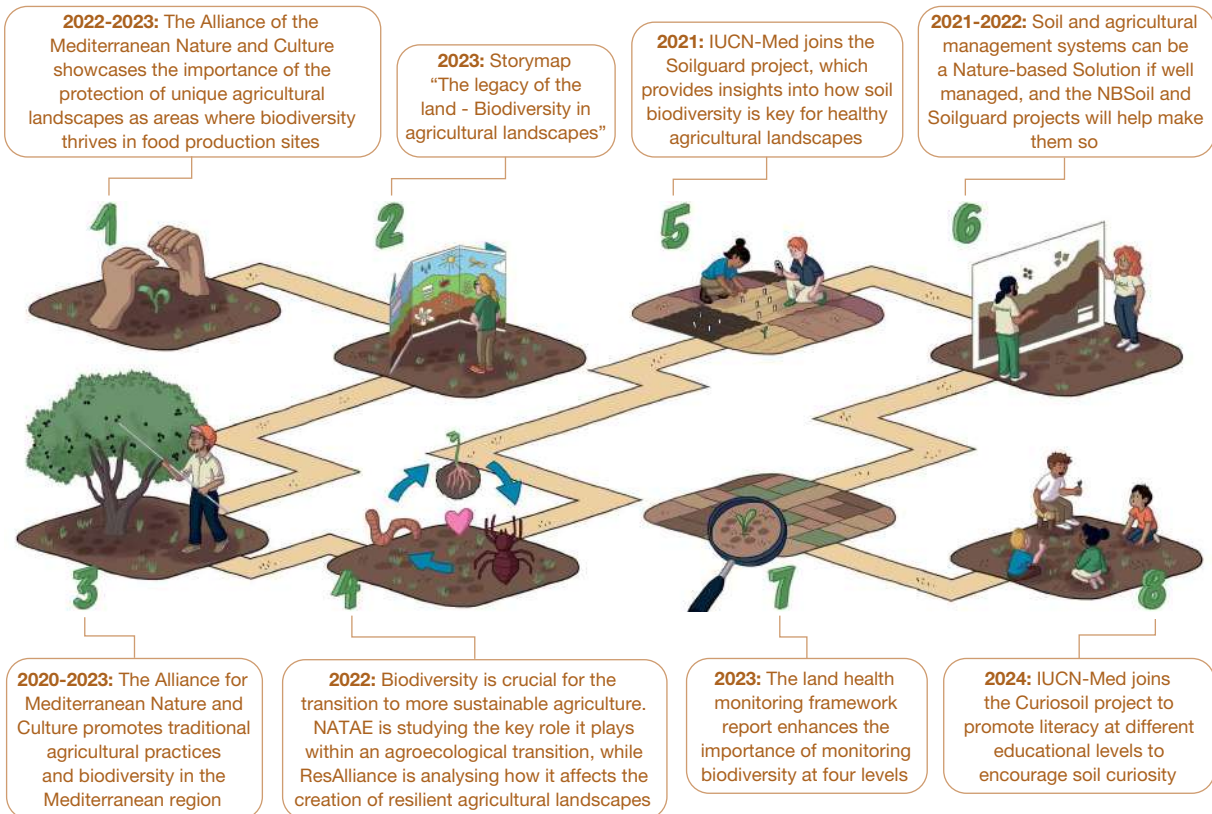 2022-2023: The Alliance of the
Mediterranean Nature and Culture
showcases the importance of the
protection of unique agricultural
landscapes as areas where biodiversity
thrives in food production sites
2023: Storymap
“The legacy of the
land - Biodiversity in
agricultural landscapes”
2021: IUCN-Med joins the
Soilguard project, which
provides insights into how soil
biodiversity is key for healthy
agricultural landscapes
2021-2022: Soil and agricultural
management systems can be
a Nature-based Solution if well
managed, and the NBSoil and
Soilguard projects will help make
them so
1
2
5
6
3
4
7
8
2020-2023: The Alliance for
Mediterranean Nature and
Culture promotes traditional
agricultural practices
and biodiversity in the
Mediterranean region
2022: Biodiversity is crucial for the
transition to more sustainable agriculture.
NATAE is studying the key role it plays
within an agroecological transition, while
ResAlliance is analysing how it affects the
creation of resilient agricultural landscapes
2023: The land health
monitoring framework
report enhances the
importance of monitoring
biodiversity at four levels
2024: IUCN-Med joins
the Curiosoil project to
promote literacy at different
educational levels to
encourage soil curiosity